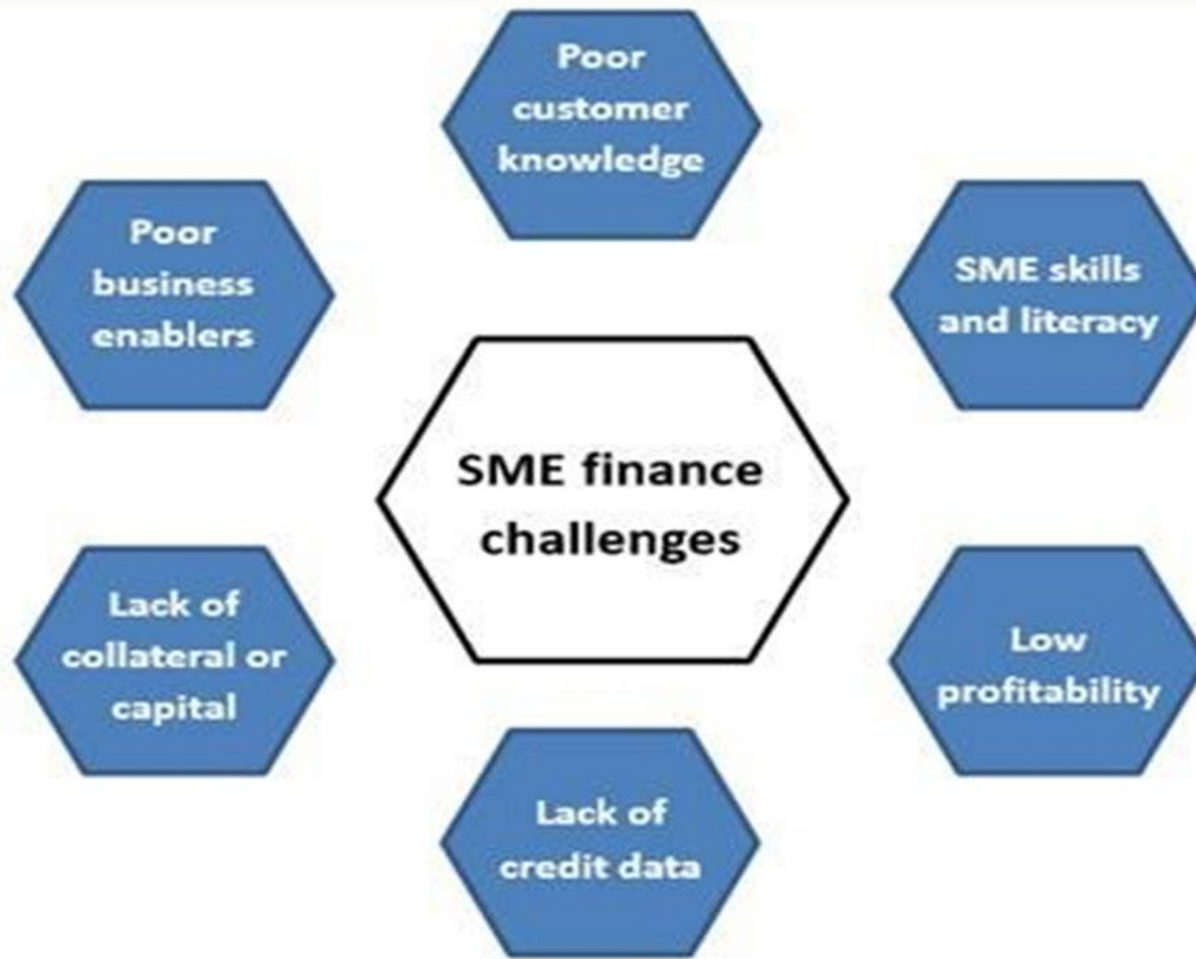 Poor
customer
knowledge
Poor
business
enablers
SME skills
and literacy
SME finance
challenges
Lack of
collateral or
capital
Low
profitability
Lack of
credit data